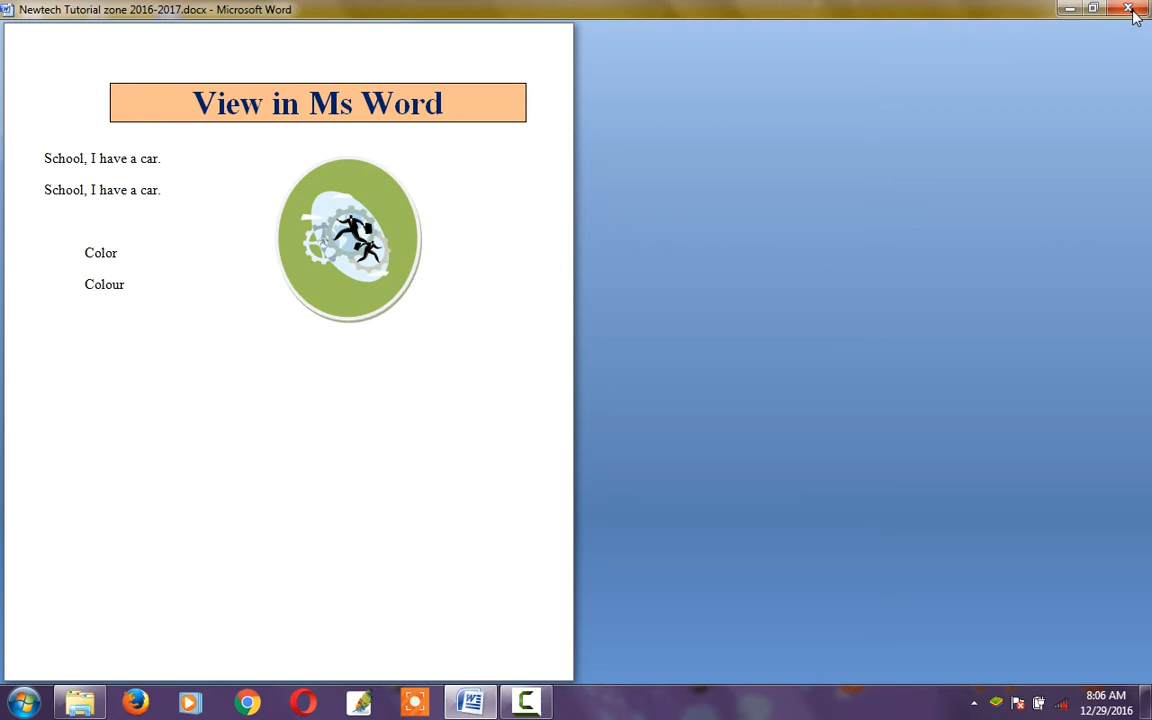 Newtech Tutorial zone 2016-2017.docx - Microsoft Word
View in Ms Word
School, I have a car.
School, I have a car.
Color
Colour
8:06 AM
12/29/2016